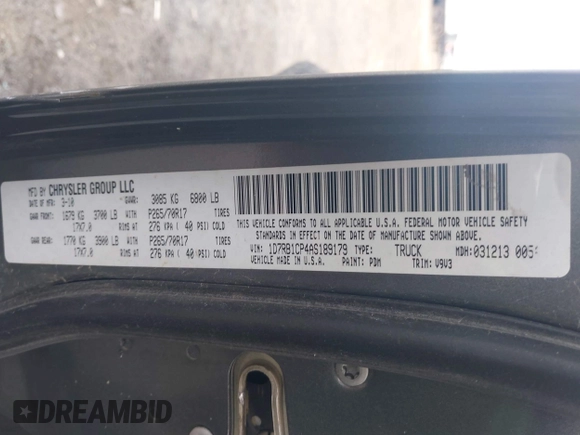 MFD BY CHRYSLER GROUP LLC
DATE OF MFR: 3-10 GVWR: 3085 KG 6800 LB
GAWR FRONT: 1679 KG 3700 LB WITH P265/70R17 TIRES
17X7.0 RIMS AT 276 KPA ( 40 PSI) COLD
GAWR REAR: 1770 KG 3900 LB WITH P265/70R17 TIRES
17X7.0 RIMS AT 276 KPA ( 40 PSI) COLD
THIS VEHICLE CONFORMS TO ALL APPLICABLE U.S.A. FEDERAL MOTOR VEHICLE SAFETY
STANDARDS IN EFFECT ON THE DATE OF MANUFACTURE SHOWN ABOVE.
VIN: 1D7RB1CP4AS189179 TYPE: TRUCK MDH: 031213 005
VEHICLE MADE IN U.S.A. PAINT: PDM TRIM: V9V3
DREAMBID